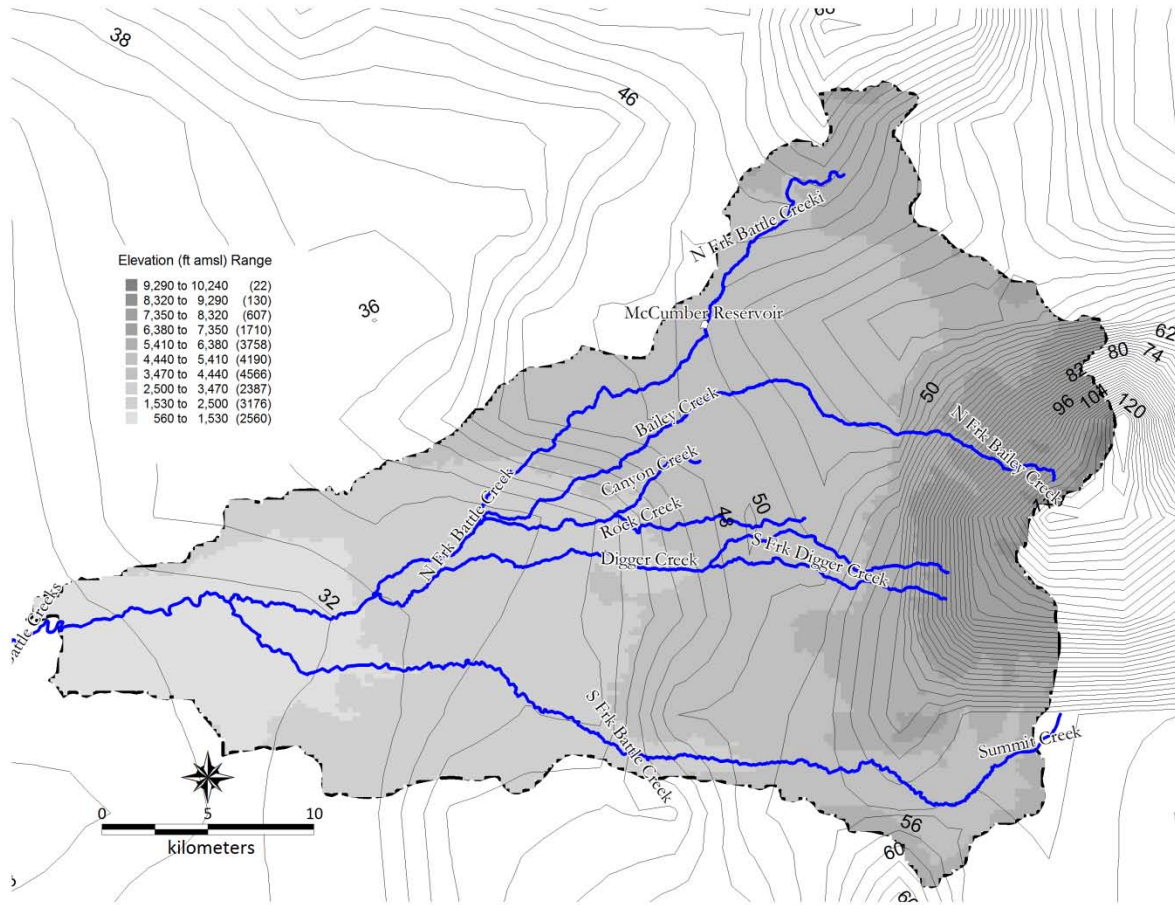 38
46
N Frk Battle Creeki
Elevation (ft amsl) Range
9,290 to 10,240 (22)
8,320 to 9,290 (130)
7,350 to 8,320 (607)
6,380 to 7,350 (1710)
5,410 to 6,380 (3758)
4,440 to 5,410 (4190)
3,470 to 4,440 (4566)
2,500 to 3,470 (2387)
1,530 to 2,500 (3176)
560 to 1,530 (2560)
36
McCumber Reservoir
62
80
74
82
50
96
104
120
Bailey Creek
N Frk Bailey Creek
Canyon Creek
N Frk Battle Creek
Rock Creek
48
50
Digger Creek
S Frk Digger Creek
32
Battle Creeks
S Frk Battle Creek
Summit Creek
56
60
0 5 10
kilometers